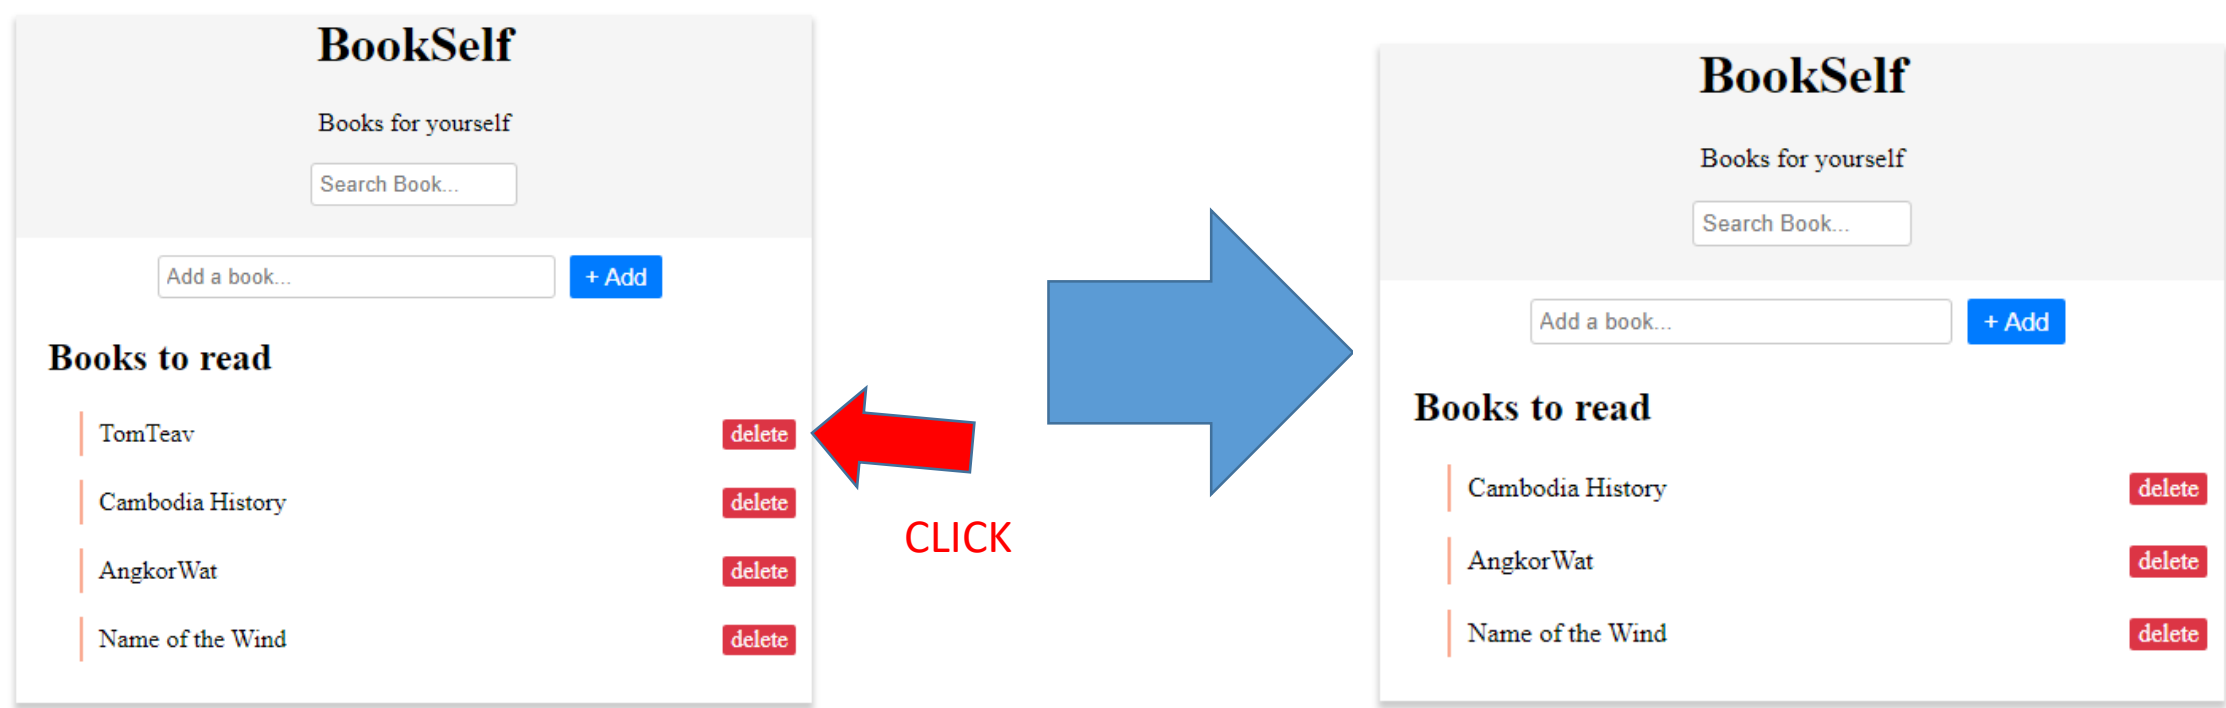 BookSelf
Books for yourself
Search Book...
Add a book...
+ Add
Books to read
TomTeav
delete
Cambodia History
delete
AngkorWat
delete
Name of the Wind
delete
CLICK
BookSelf
Books for yourself
Search Book...
Add a book...
+ Add
Books to read
Cambodia History
delete
AngkorWat
delete
Name of the Wind
delete